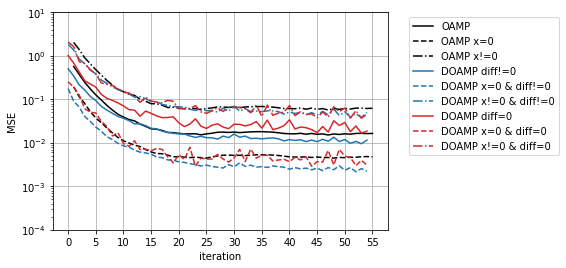 10¹
10⁰
10⁻¹
10⁻²
10⁻³
10⁻⁴
MSE
0 5 10 15 20 25 30 35 40 45 50 55
iteration
OAMP
OAMP x=0
OAMP x!=0
DOAMP diff!=0
DOAMP x=0 & diff!=0
DOAMP x!=0 & diff!=0
DOAMP diff=0
DOAMP x=0 & diff=0
DOAMP x!=0 & diff=0